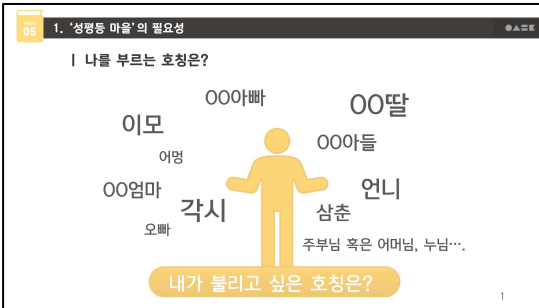 PART
05
1. ‘성평등 마을’의 필요성
| 나를 부르는 호칭은?
OO아빠
OO딸
이모
OO아들
어멍
OO엄마
언니
각시
삼춘
오빠
주부님 혹은 어머님, 누님….
내가 불리고 싶은 호칭은?
1